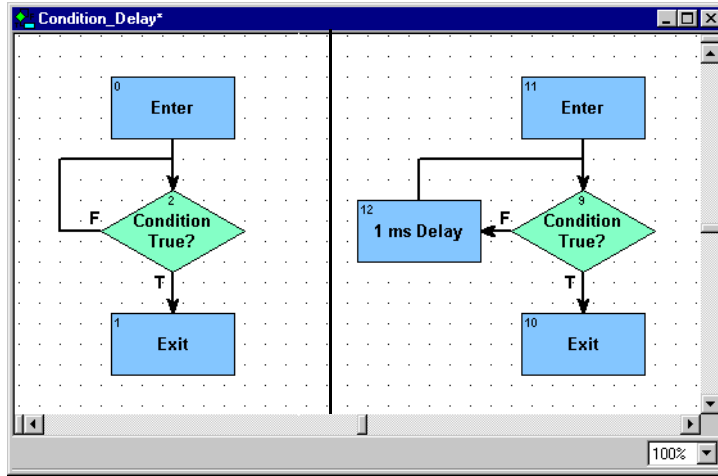 Condition_Delay*
0
Enter
2
Condition
True?
F
T
1
Exit
11
Enter
12
1 ms Delay
F
9
Condition
True?
T
10
Exit
100%